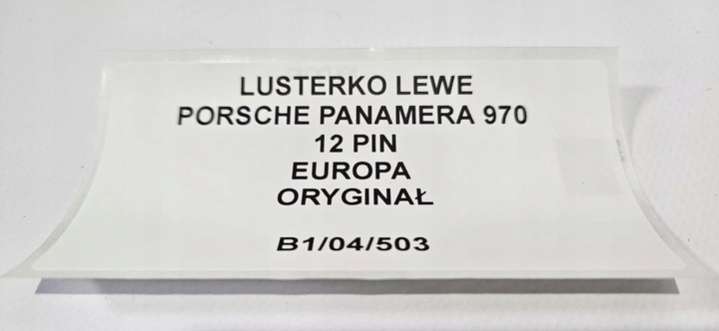 LUSTERKO LEWE
PORSCHE PANAMERA 970
12 PIN
EUROPA
ORYGINAŁ
B1/04/503